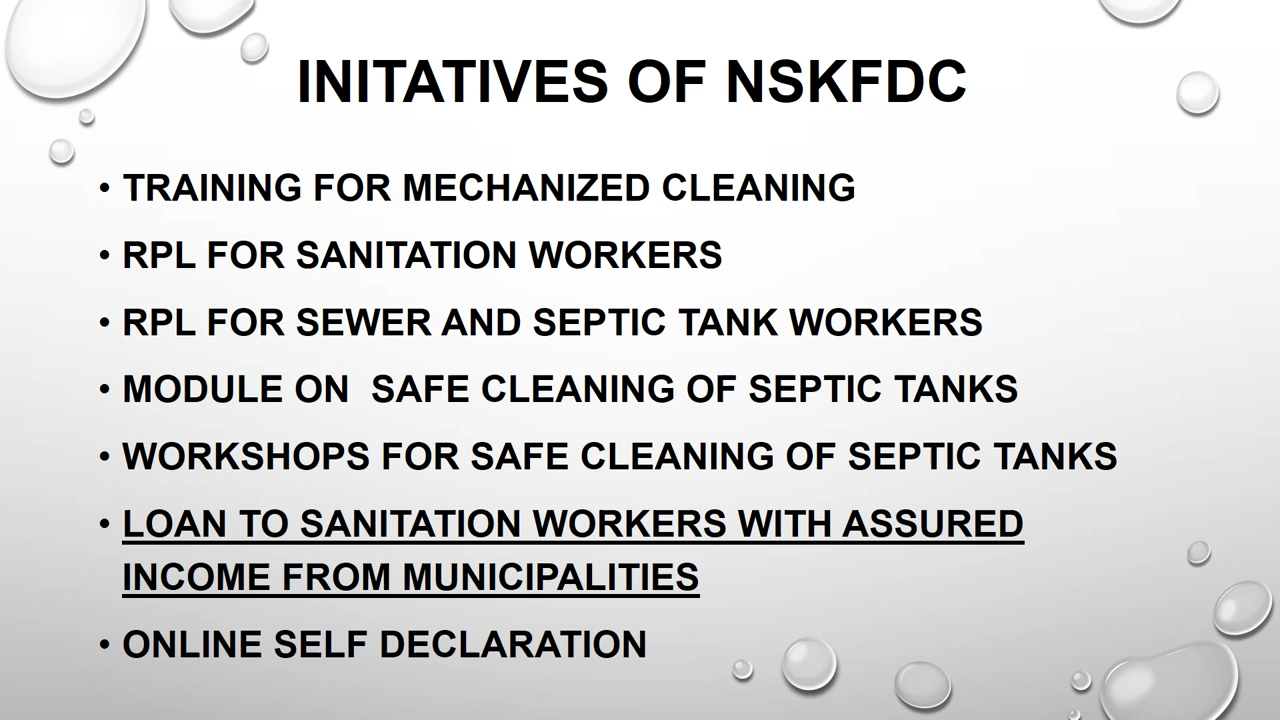 INITATIVES OF NSKFDC
• TRAINING FOR MECHANIZED CLEANING
• RPL FOR SANITATION WORKERS
• RPL FOR SEWER AND SEPTIC TANK WORKERS
• MODULE ON  SAFE CLEANING OF SEPTIC TANKS
• WORKSHOPS FOR SAFE CLEANING OF SEPTIC TANKS
• LOAN TO SANITATION WORKERS WITH ASSURED
INCOME FROM MUNICIPALITIES
• ONLINE SELF DECLARATION